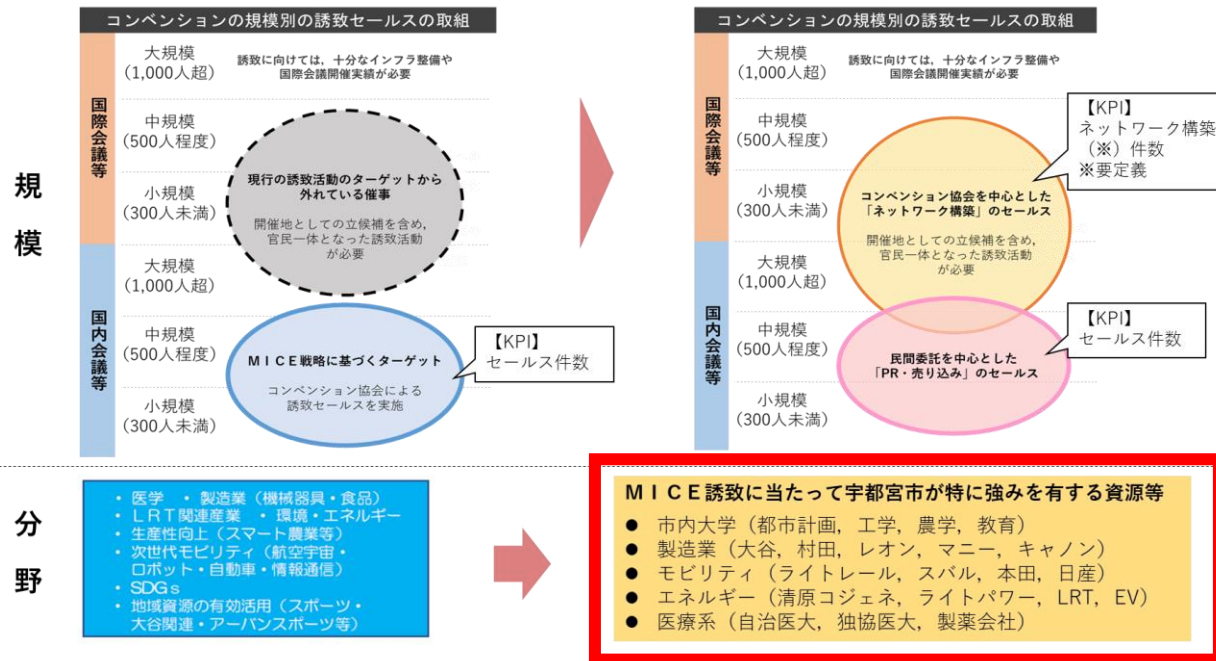 コンベンションの規模別の誘致セールスの取組
規模
国際会議等
大規模
(1,000人超)
誘致に向けては，十分なインフラ整備や
国際会議開催実績が必要
中規模
(500人程度)
小規模
(300人未満)
現行の誘致活動のターゲットから
外れている催事
開催地としての立候補を含め，
官民一体となった誘致活動
が必要
国内会議等
大規模
(1,000人超)
中規模
(500人程度)
小規模
(300人未満)
ＭＩＣＥ戦略に基づくターゲット
コンベンション協会による
誘致セールスを実施
【KPI】
セールス件数
コンベンションの規模別の誘致セールスの取組
国際会議等
大規模
(1,000人超)
誘致に向けては，十分なインフラ整備や
国際会議開催実績が必要
中規模
(500人程度)
小規模
(300人未満)
【KPI】
ネットワーク構築
（※）件数
※要定義
コンベンション協会を中心とした
「ネットワーク構築」のセールス
開催地としての立候補を含め，
官民一体となった誘致活動
が必要
国内会議等
大規模
(1,000人超)
中規模
(500人程度)
小規模
(300人未満)
【KPI】
セールス件数
民間委託を中心とした
「PR・売り込み」のセールス
分野
・ 医学 ・ 製造業（機械器具・食品）
・ ＬＲＴ関連産業 ・ 環境・エネルギー
・ 生産性向上（スマート農業等）
・ 次世代モビリティ（航空宇宙・
ロボット・自動車・情報通信）
・ SDGs
・ 地域資源の有効活用（スポーツ・
大谷関連・アーバンスポーツ等）
ＭＩＣＥ誘致に当たって宇都宮市が特に強みを有する資源等
● 市内大学（都市計画，工学，農学，教育）
● 製造業（大谷，村田，レオン，マニー，キャノン）
● モビリティ（ライトレール，スバル，本田，日産）
● エネルギー（清原コジェネ，ライトパワー，LRT，EV）
● 医療系（自治医大，独協医大，製薬会社）